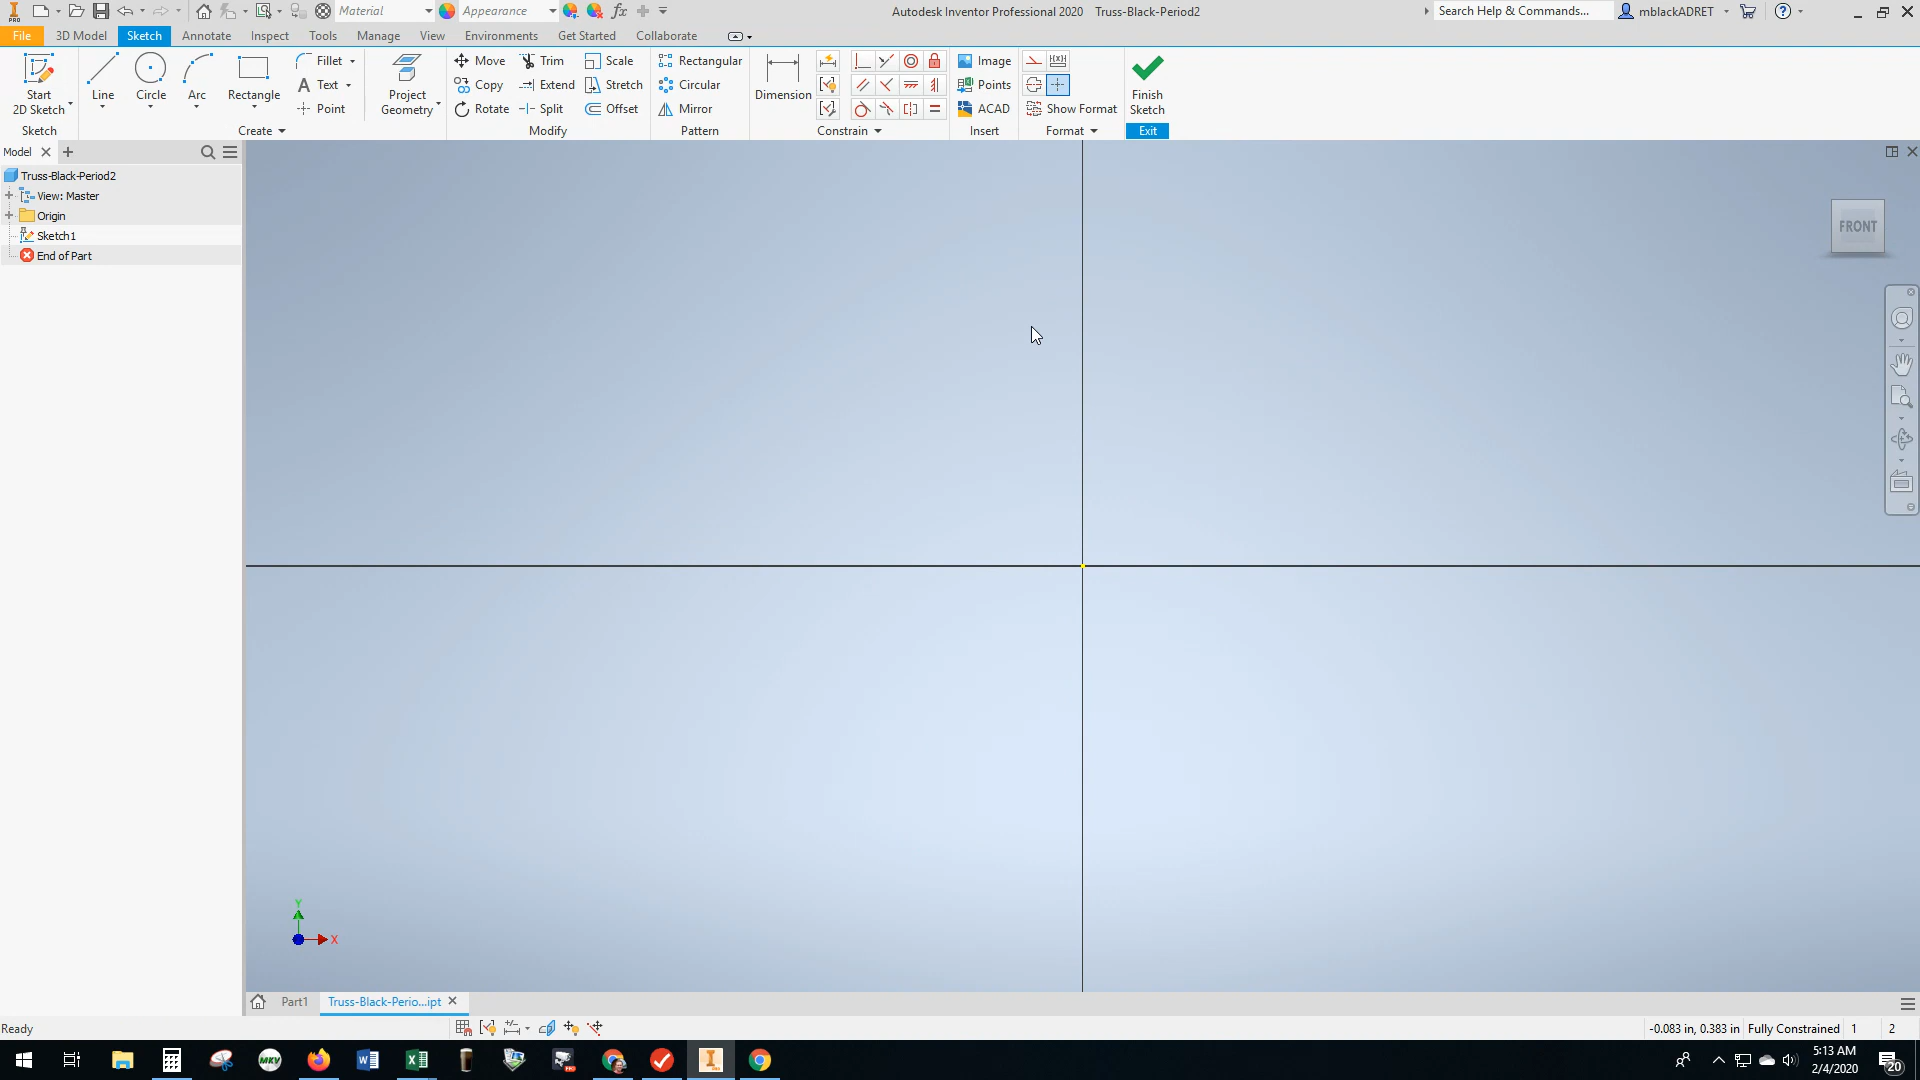 PRO Material Appearance fx Autodesk Inventor Professional 2020 Truss-Black-Period2 Search Help & Commands... mblackADRET ?
File 3D Model Sketch Annotate Inspect Tools Manage View Environments Get Started Collaborate
Start
2D Sketch
Line
Circle
Arc
Rectangle
Fillet
Text
Point
Project
Geometry
Move Trim Scale
Copy Extend Stretch
Rotate Split Offset
Rectangular
Circular
Mirror
Dimension
Image
Points
ACAD
Show Format
Finish
Sketch
Sketch Create Modify Pattern Constrain Insert Format Exit
Model
Truss-Black-Period2
View: Master
Origin
Sketch1
End of Part
FRONT
Y
X
Part1 Truss-Black-Perio...ipt
Ready -0.083 in, 0.383 in Fully Constrained 1 2
MKV
5:13 AM
2/4/2020
20